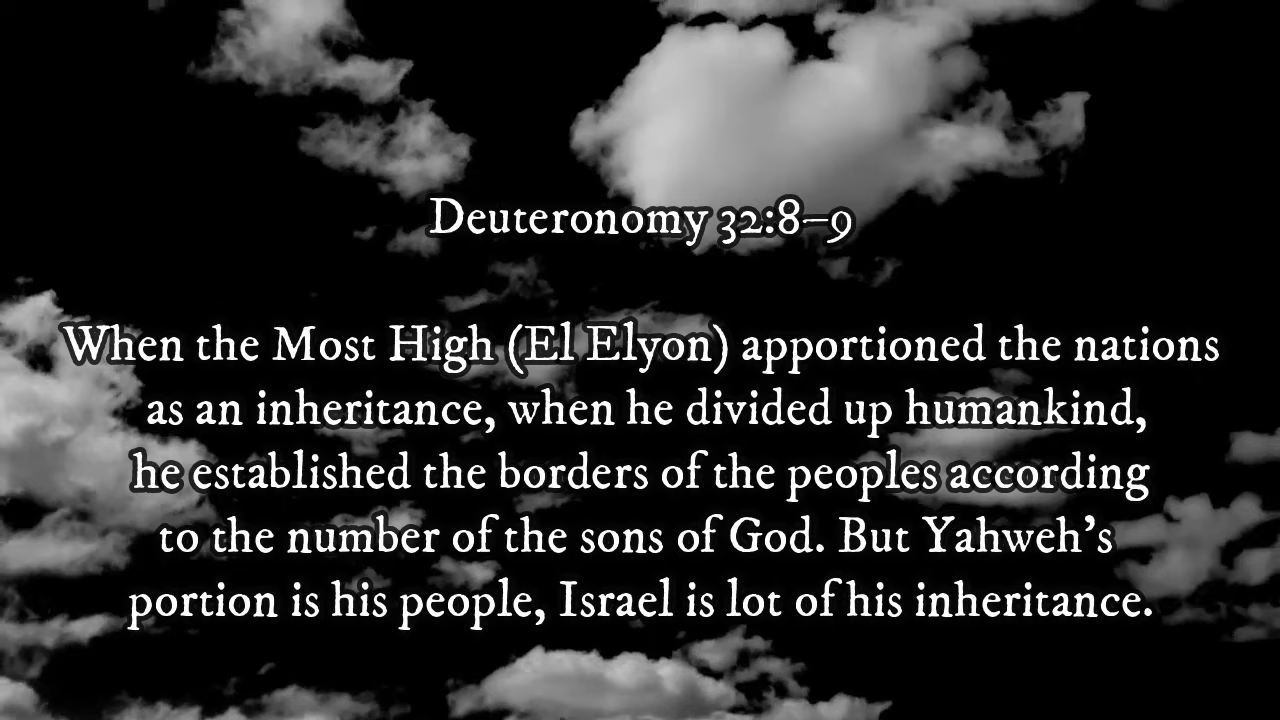 Deuteronomy 32:8–9
When the Most High (El Elyon) apportioned the nations
as an inheritance, when he divided up humankind,
he established the borders of the peoples according
to the number of the sons of God. But Yahweh’s
portion is his people, Israel is lot of his inheritance.